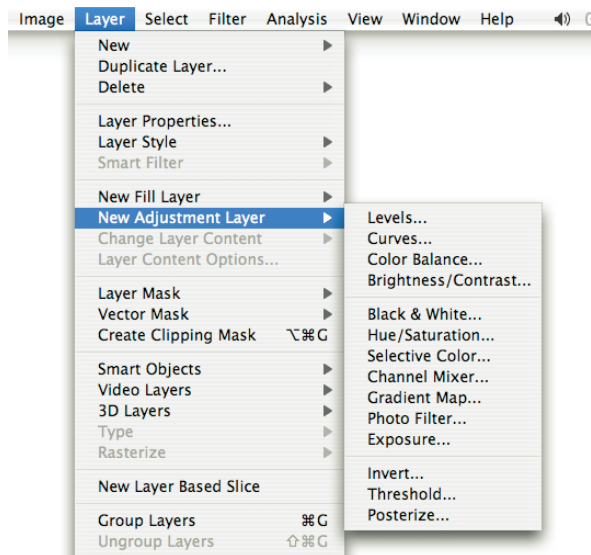 Image Layer Select Filter Analysis View Window Help
New
Duplicate Layer...
Delete
Layer Properties...
Layer Style
Smart Filter
New Fill Layer
New Adjustment Layer
Change Layer Content
Layer Content Options...
Layer Mask
Vector Mask
Create Clipping Mask ⌥⌘G
Smart Objects
Video Layers
3D Layers
Type
Rasterize
New Layer Based Slice
Group Layers ⌘G
Ungroup Layers ⇧⌘G
Levels...
Curves...
Color Balance...
Brightness/Contrast...
Black & White...
Hue/Saturation...
Selective Color...
Channel Mixer...
Gradient Map...
Photo Filter...
Exposure...
Invert...
Threshold...
Posterize...